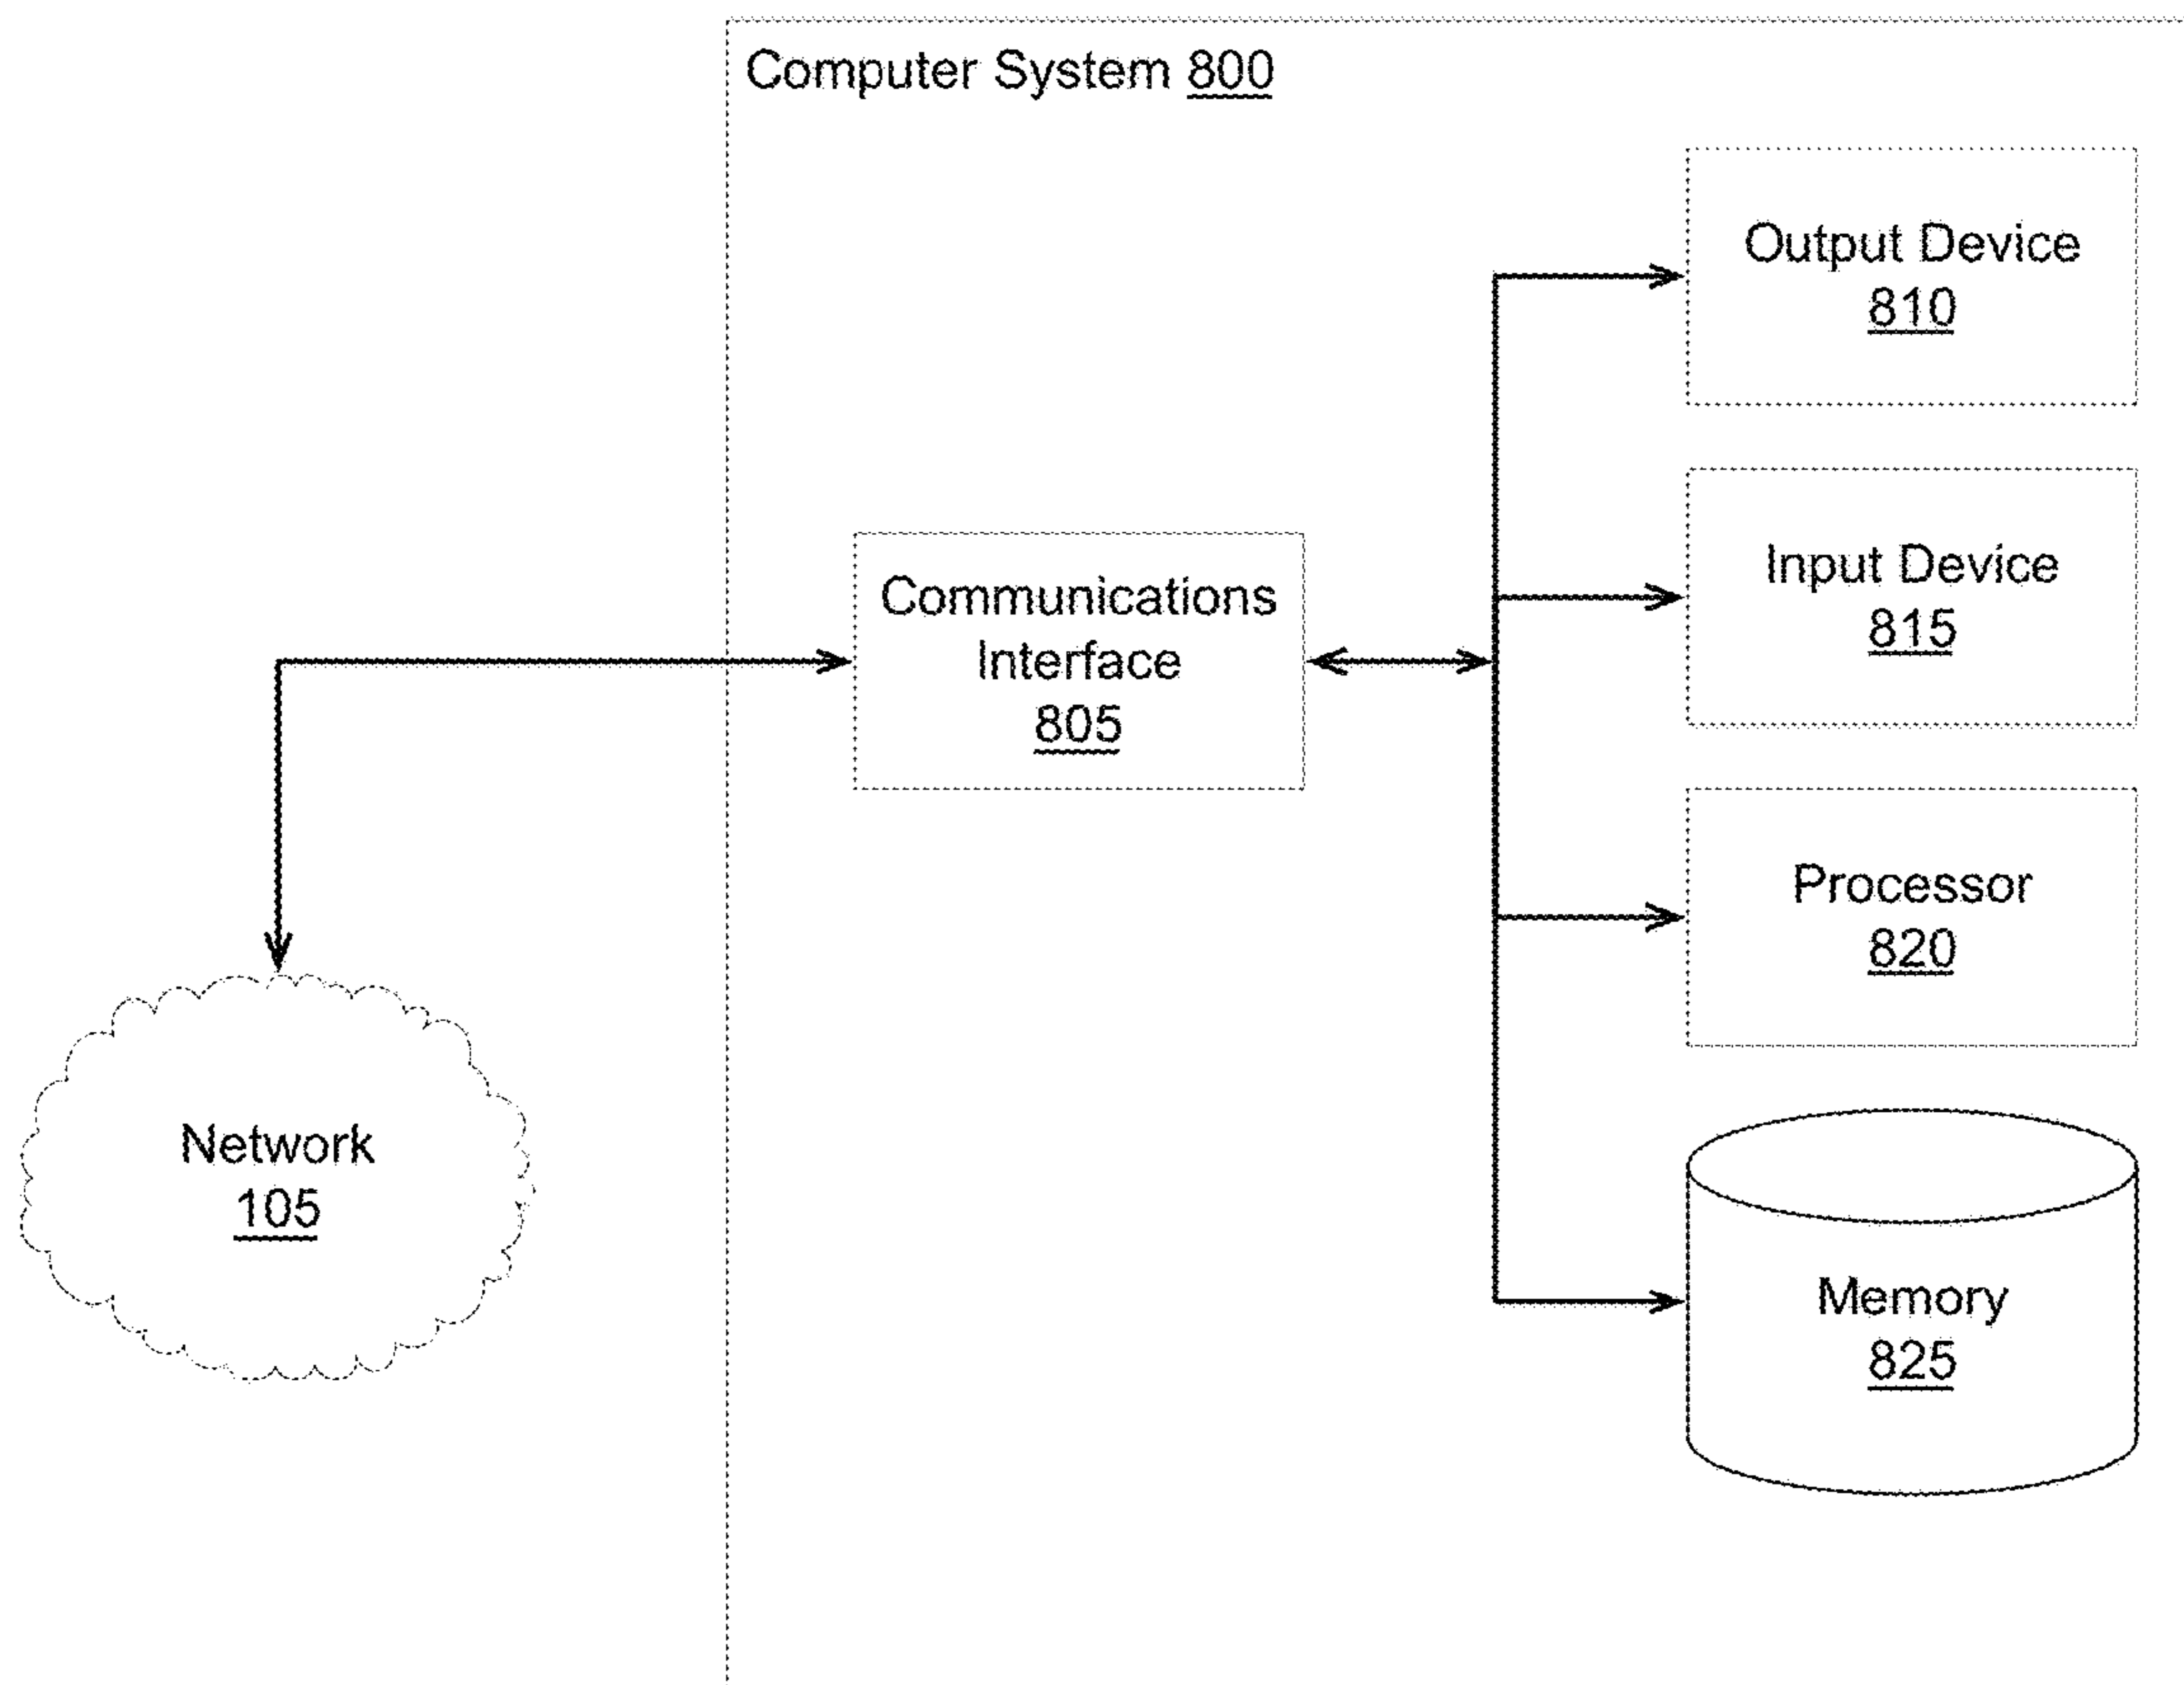 Computer System 800
Output Device
810
Input Device
815
Communications
Interface
805
Processor
820
Network
105
Memory
825